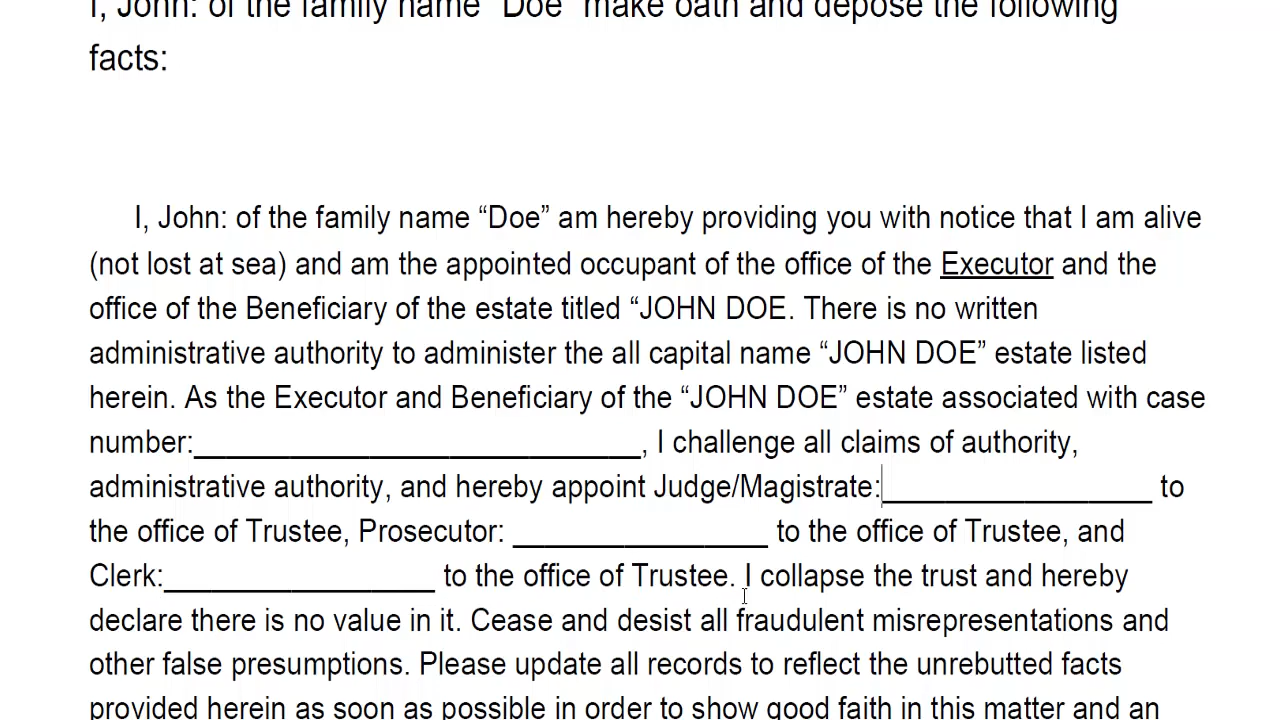 I, John: of the family name “Doe” make oath and depose the following
facts:
I, John: of the family name “Doe” am hereby providing you with notice that I am alive
(not lost at sea) and am the appointed occupant of the office of the Executor and the
office of the Beneficiary of the estate titled “JOHN DOE. There is no written
administrative authority to administer the all capital name “JOHN DOE” estate listed
herein. As the Executor and Beneficiary of the “JOHN DOE” estate associated with case
number:____________________________, I challenge all claims of authority,
administrative authority, and hereby appoint Judge/Magistrate:_________________ to
the office of Trustee, Prosecutor: ________________ to the office of Trustee, and
Clerk:_________________ to the office of Trustee. I collapse the trust and hereby
declare there is no value in it. Cease and desist all fraudulent misrepresentations and
other false presumptions. Please update all records to reflect the unrebutted facts
provided herein as soon as possible in order to show good faith in this matter and an